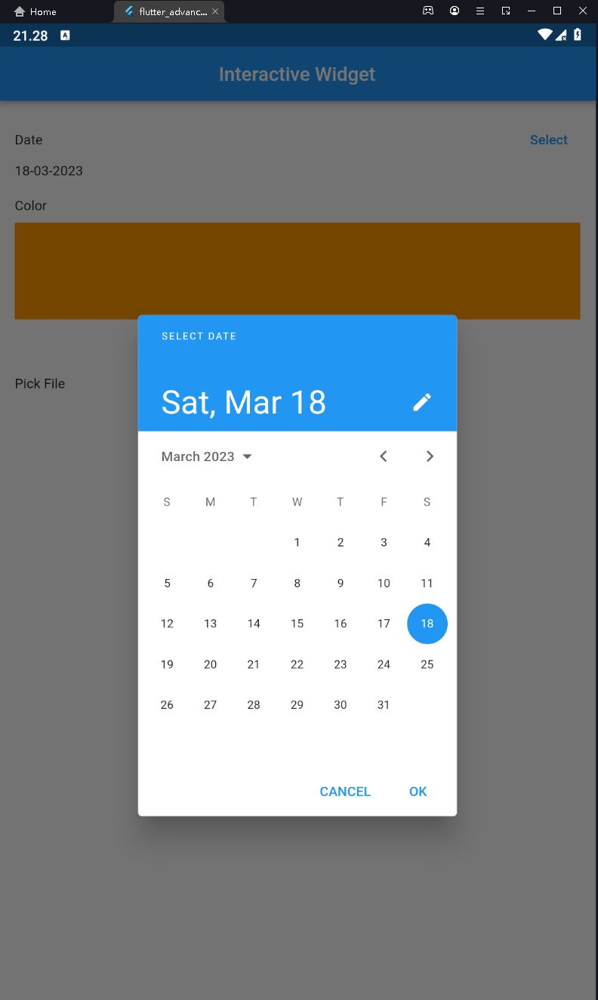 Home flutter_advanc...
21.28 A
Interactive Widget
Date Select
18-03-2023
Color
Pick File
SELECT DATE
Sat, Mar 18
March 2023
S M T W T F S
1 2 3 4
5 6 7 8 9 10 11
12 13 14 15 16 17 18
19 20 21 22 23 24 25
26 27 28 29 30 31
CANCEL OK